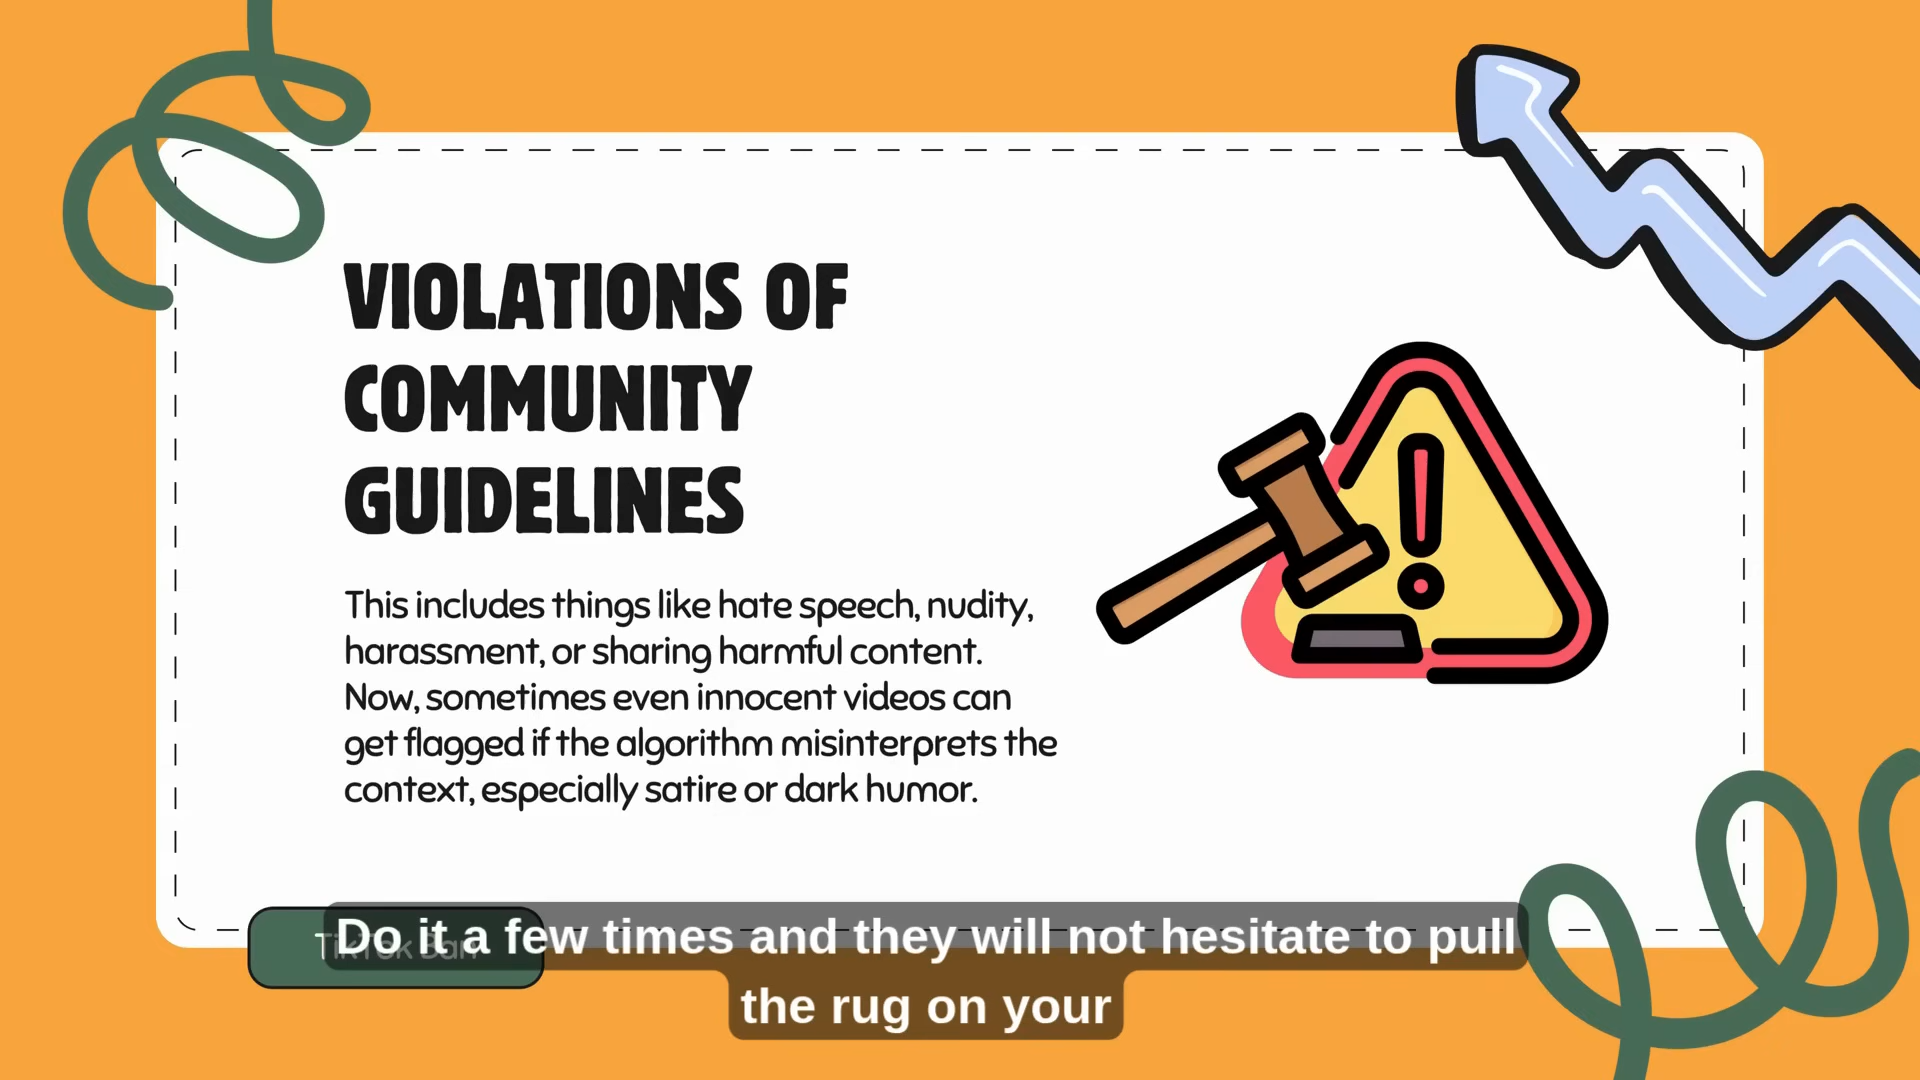 VIOLATIONS OF
COMMUNITY
GUIDELINES
This includes things like hate speech, nudity,
harassment, or sharing harmful content.
Now, sometimes even innocent videos can
get flagged if the algorithm misinterprets the
context, especially satire or dark humor.
TikTok Ban
Do it a few times and they will not hesitate to pull
the rug on your